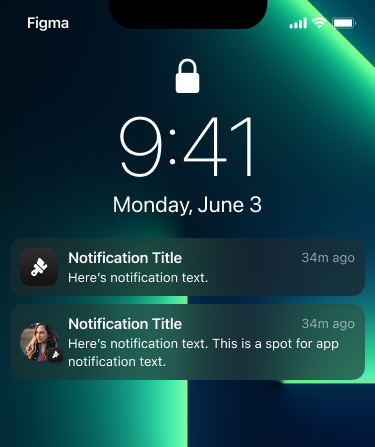 Figma
9:41
Monday, June 3
Notification Title 34m ago
Here's notification text.
Notification Title 34m ago
Here's notification text. This is a spot for app
notification text.